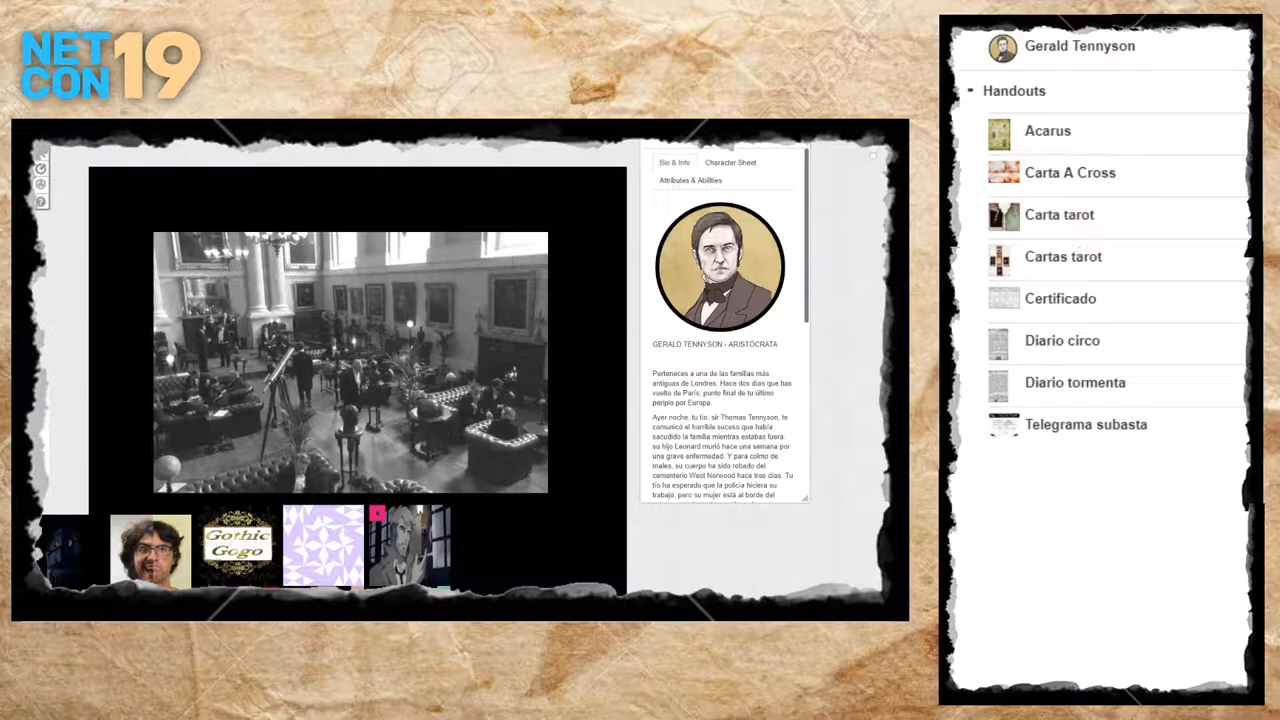 NET
CON
19
Bio & Info
Character Sheet
Attributes & Abilities
GERALD TENNYSON - ARISTÓCRATA
Perteneces a una de las familias más
antiguas de Londres. Hace dos días que has
vuelto de París, punto final de tu último
periplo por Europa.
Ayer noche, tu tío, sir Thomas Tennyson, te
comunicó el horrible suceso que había
sacudido la familia mientras estabas fuera:
su hijo Leonard murió hace una semana por
una grave enfermedad. Y para colmo de
males, su cuerpo ha sido robado del
cementerio West Norwood hace tres días. Tu
tío ha esperado que la policía hiciera su
trabajo, pero su mujer está al borde del
Gothic
Gogo
Gerald Tennyson
Handouts
Acarus
Carta A Cross
Carta tarot
Cartas tarot
Certificado
Diario circo
Diario tormenta
Telegrama subasta